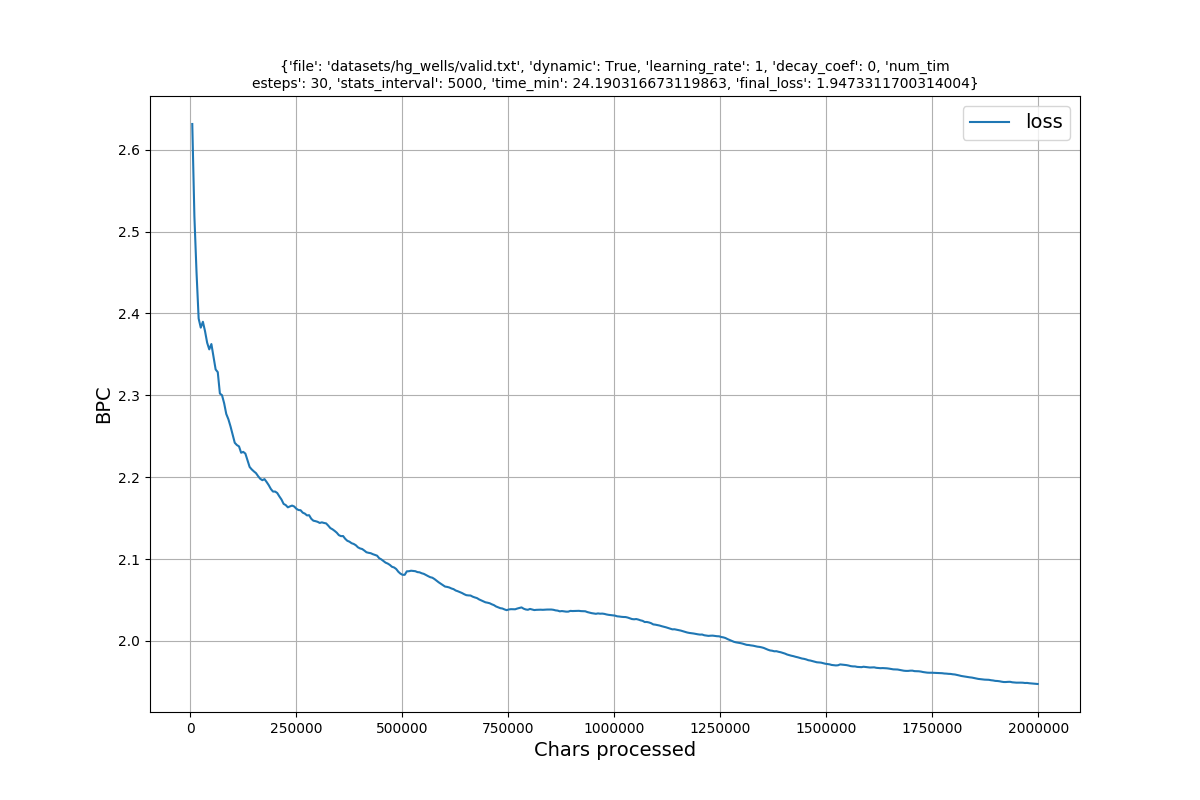 {'file': 'datasets/hg_wells/valid.txt', 'dynamic': True, 'learning_rate': 1, 'decay_coef': 0, 'num_tim
esteps': 30, 'stats_interval': 5000, 'time_min': 24.190316673119863, 'final_loss': 1.9473311700314004}
loss
2.6
2.5
2.4
2.3
2.2
2.1
2.0
BPC
0 250000 500000 750000 1000000 1250000 1500000 1750000 2000000
Chars processed